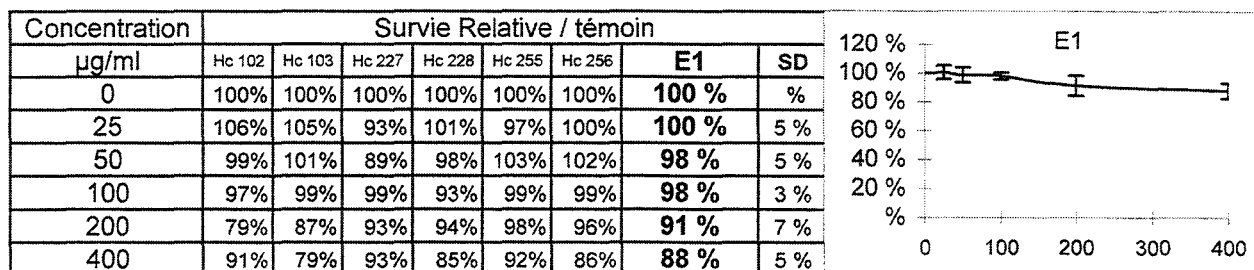 Concentration Survie Relative / témoin
µg/ml Hc 102 Hc 103 Hc 227 Hc 228 Hc 255 Hc 256 E1 SD
0 100% 100% 100% 100% 100% 100% 100 % %
25 106% 105% 93% 101% 97% 100% 100 % 5 %
50 99% 101% 89% 98% 103% 102% 98 % 5 %
100 97% 99% 99% 93% 99% 99% 98 % 3 %
200 79% 87% 93% 94% 98% 96% 91 % 7 %
400 91% 79% 93% 85% 92% 86% 88 % 5 %
E1
120 %
100 %
80 %
60 %
40 %
20 %
%
0 100 200 300 400